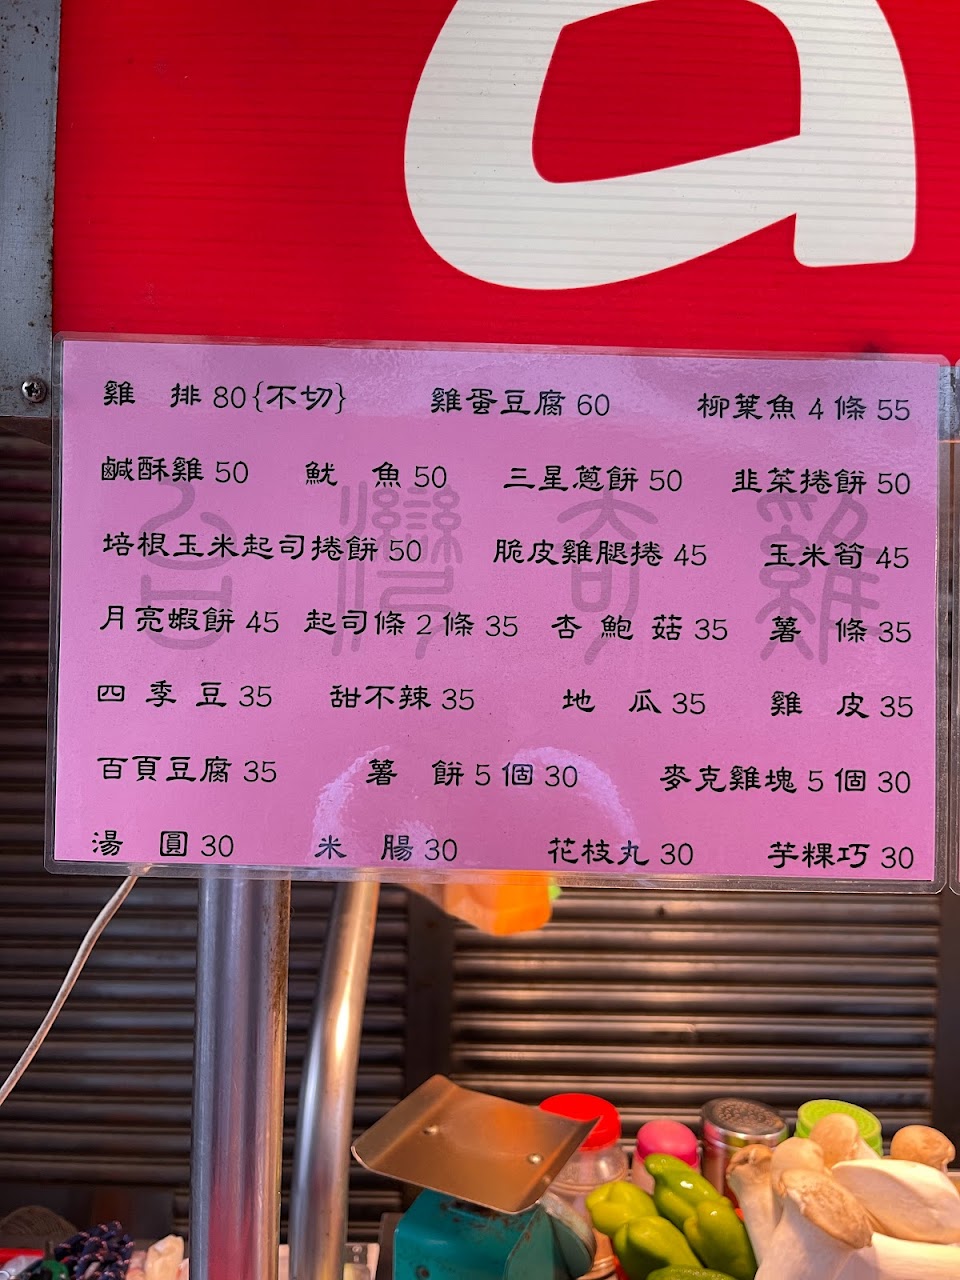 雞 排 80{不切} 雞蛋豆腐 60 柳葉魚 4 條 55
鹹酥雞 50 魷 魚 50 三星蔥餅 50 韭菜捲餅 50
培根玉米起司捲餅 50 脆皮雞腿捲 45 玉米筍 45
台灣奇雞
月亮蝦餅 45 起司條 2 條 35 杏 鮑 菇 35 薯 條 35
四 季 豆 35 甜不辣 35 地 瓜 35 雞 皮 35
百頁豆腐 35 薯 餅 5 個 30 麥克雞塊 5 個 30
湯 圓 30 米 腸 30 花枝丸 30 芋粿巧 30